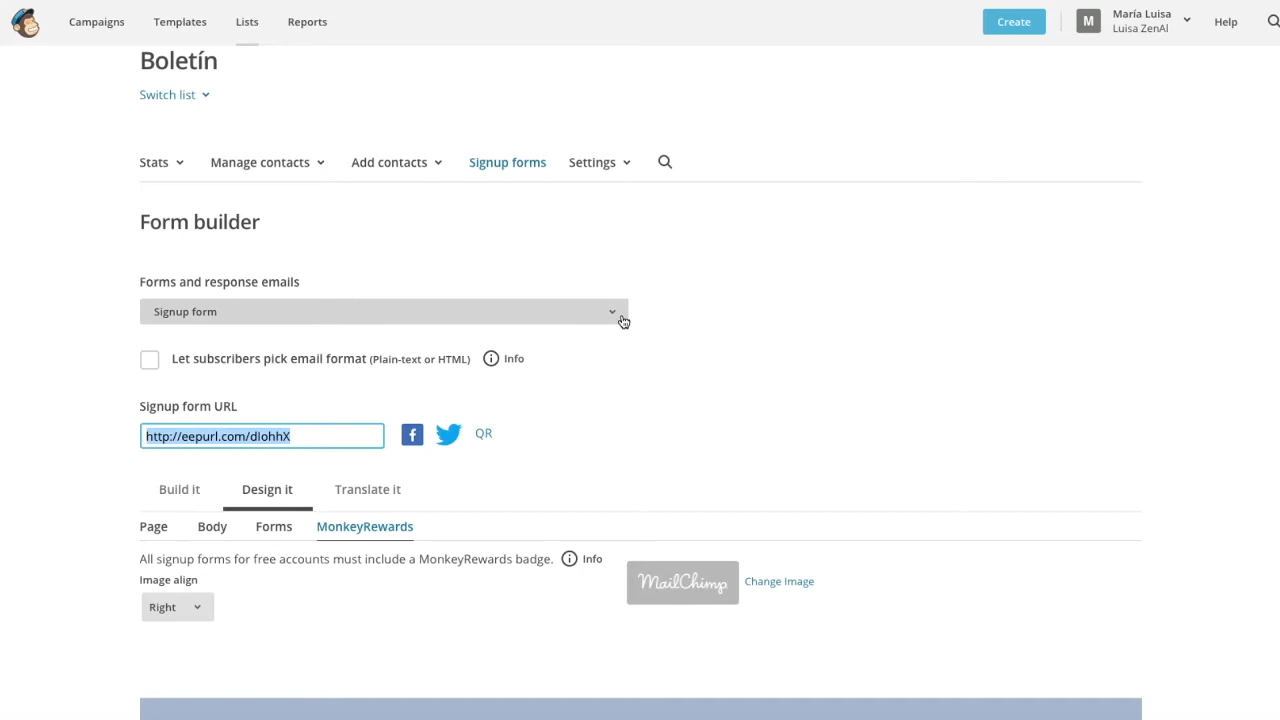 Campaigns Templates Lists Reports Create M María Luisa Help
Luisa ZenAl
Boletín
Switch list
Stats Manage contacts Add contacts Signup forms Settings
Form builder
Forms and response emails
Signup form
Let subscribers pick email format (Plain-text or HTML) Info
Signup form URL
http://eepurl.com/dIohhX f QR
Build it Design it Translate it
Page Body Forms MonkeyRewards
All signup forms for free accounts must include a MonkeyRewards badge. Info
Image align
MailChimp Change Image
Right